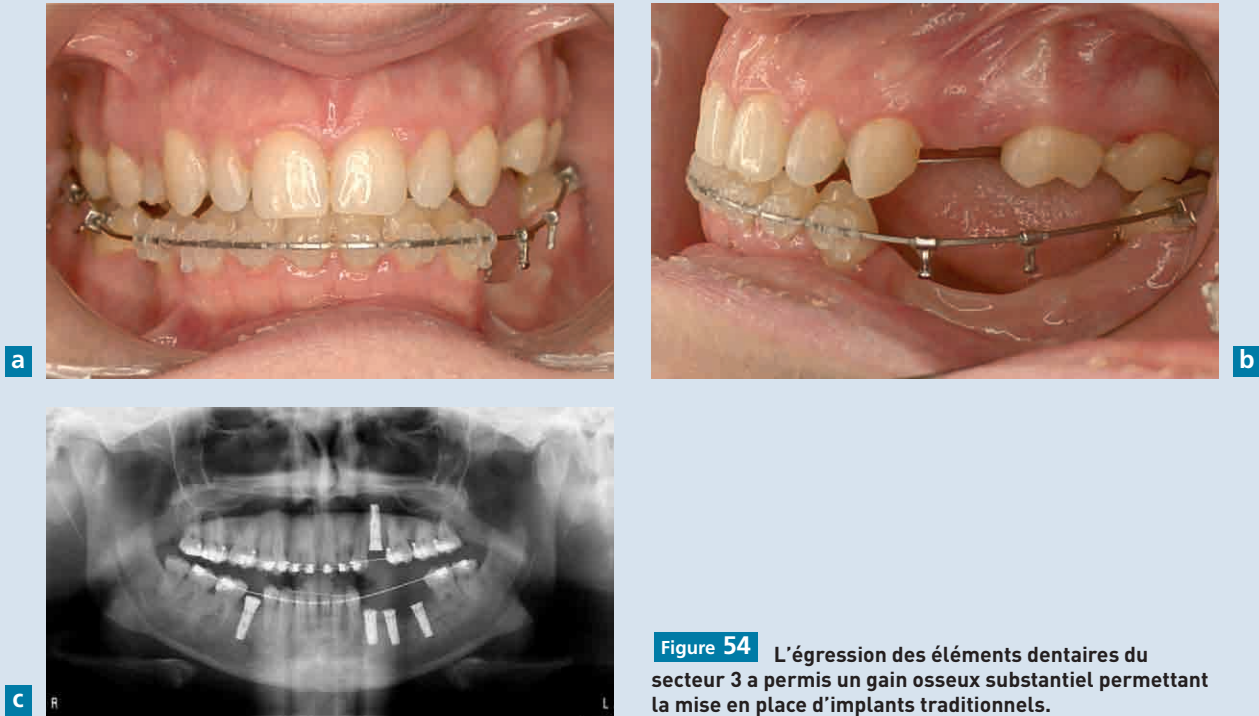 a
b
c
R
L
Figure 54 L’égression des éléments dentaires du
secteur 3 a permis un gain osseux substantiel permettant
la mise en place d’implants traditionnels.